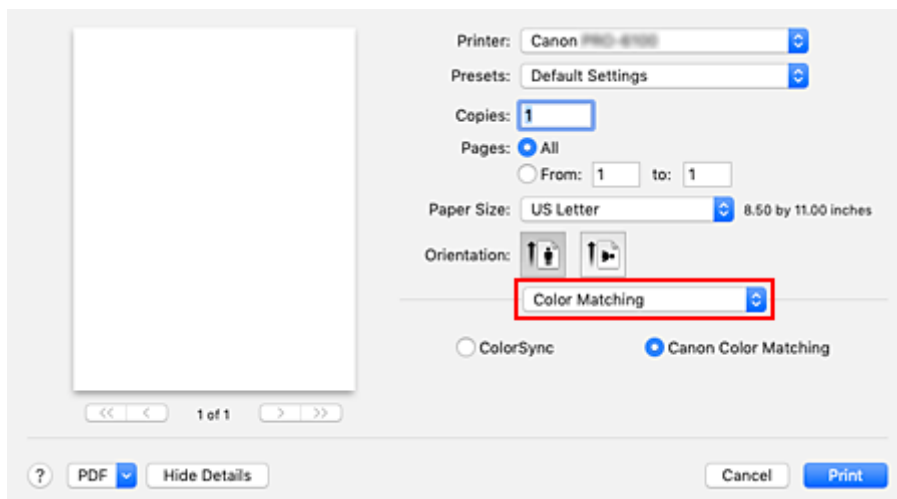 Printer: Canon
Presets: Default Settings
Copies: 1
Pages: All
From: 1 to: 1
Paper Size: US Letter 8.50 by 11.00 inches
Orientation:
Color Matching
ColorSync Canon Color Matching
<< < 1 of 1 > >>
? PDF Hide Details Cancel Print